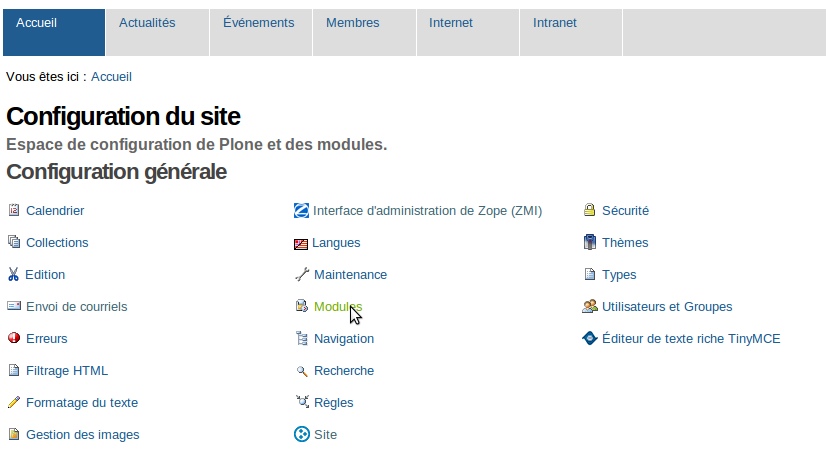 Accueil Actualités Événements Membres Internet Intranet
Vous êtes ici : Accueil
Configuration du site
Espace de configuration de Plone et des modules.
Configuration générale
Calendrier
Collections
Edition
Envoi de courriels
Erreurs
Filtrage HTML
Formatage du texte
Gestion des images
Interface d'administration de Zope (ZMI)
Langues
Maintenance
Modules
Navigation
Recherche
Règles
Site
Sécurité
Thèmes
Types
Utilisateurs et Groupes
Éditeur de texte riche TinyMCE